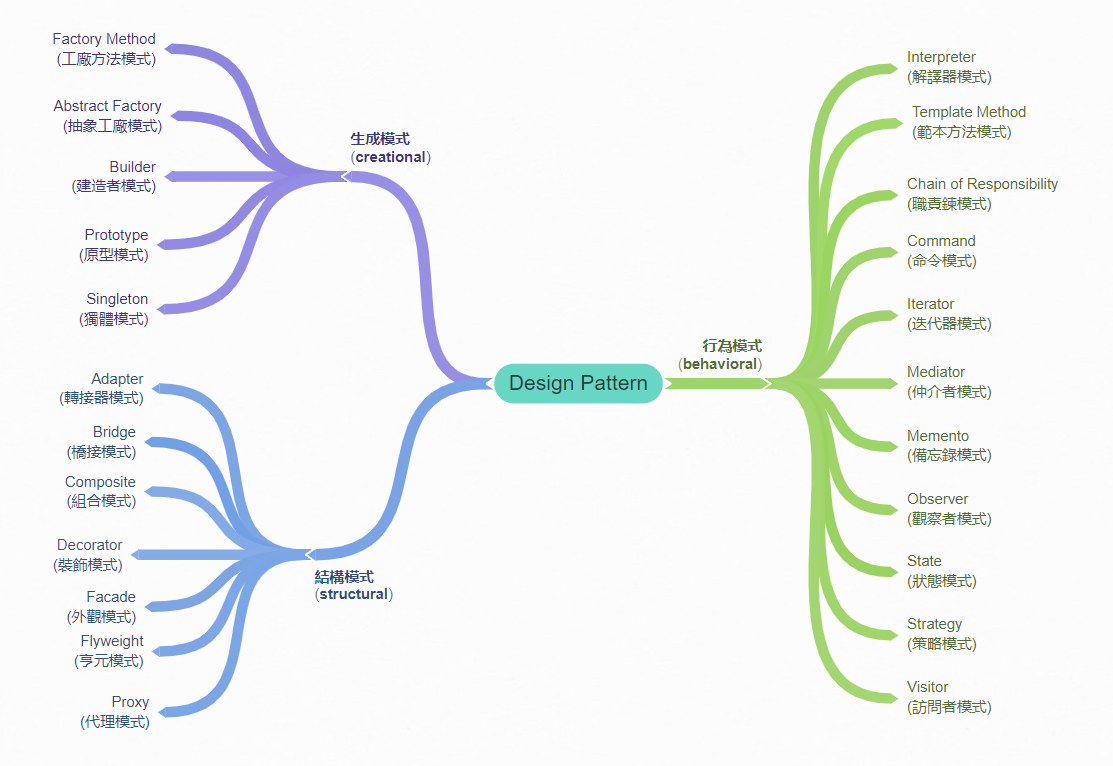 Design Pattern
生成模式
(creational)
Factory Method
(工廠方法模式)
Abstract Factory
(抽象工廠模式)
Builder
(建造者模式)
Prototype
(原型模式)
Singleton
(獨體模式)
結構模式
(structural)
Adapter
(轉接器模式)
Bridge
(橋接模式)
Composite
(組合模式)
Decorator
(裝飾模式)
Facade
(外觀模式)
Flyweight
(亨元模式)
Proxy
(代理模式)
行為模式
(behavioral)
Interpreter
(解譯器模式)
Template Method
(範本方法模式)
Chain of Responsibility
(職責鍊模式)
Command
(命令模式)
Iterator
(迭代器模式)
Mediator
(仲介者模式)
Memento
(備忘錄模式)
Observer
(觀察者模式)
State
(狀態模式)
Strategy
(策略模式)
Visitor
(訪問者模式)